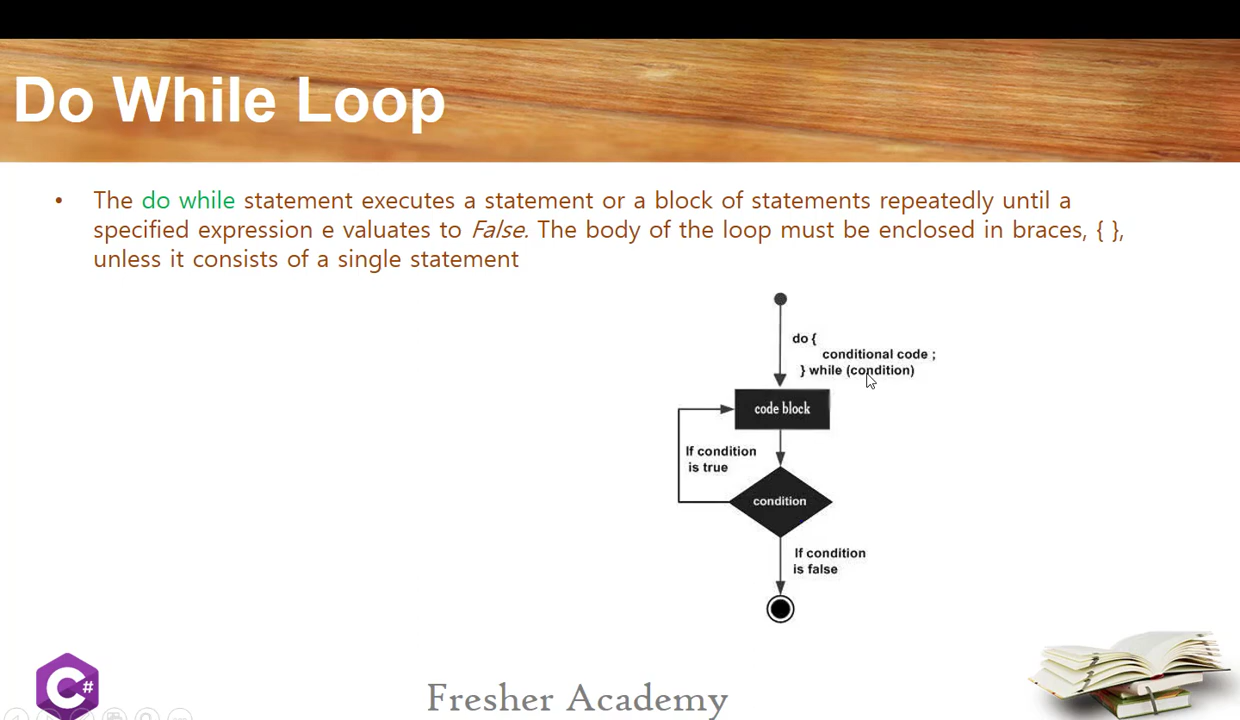 Do While Loop
• The do while statement executes a statement or a block of statements repeatedly until a
specified expression e valuates to False. The body of the loop must be enclosed in braces, { },
unless it consists of a single statement
do {
conditional code ;
} while (condition)
code block
If condition
is true
condition
If condition
is false
C#
Fresher Academy